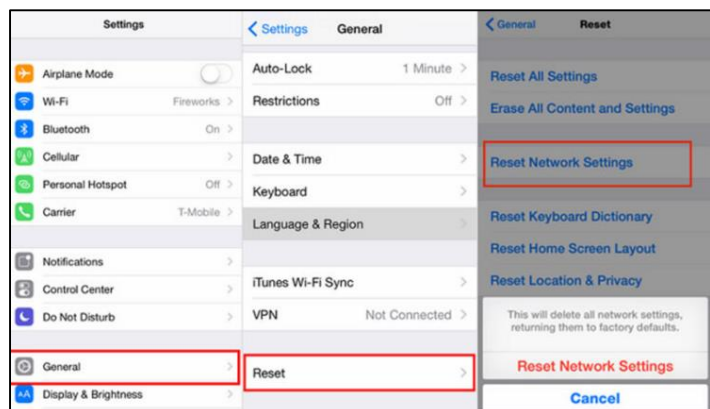 Settings
Airplane Mode
Wi-Fi Fireworks
Bluetooth On
Cellular
Personal Hotspot Off
Carrier T-Mobile
Notifications
Control Center
Do Not Disturb
General
Display & Brightness
Settings General
Auto-Lock 1 Minute
Restrictions Off
Date & Time
Keyboard
Language & Region
iTunes Wi-Fi Sync
VPN Not Connected
Reset
General Reset
Reset All Settings
Erase All Content and Settings
Reset Network Settings
Reset Keyboard Dictionary
Reset Home Screen Layout
Reset Location & Privacy
This will delete all network settings,
returning them to factory defaults.
Reset Network Settings
Cancel